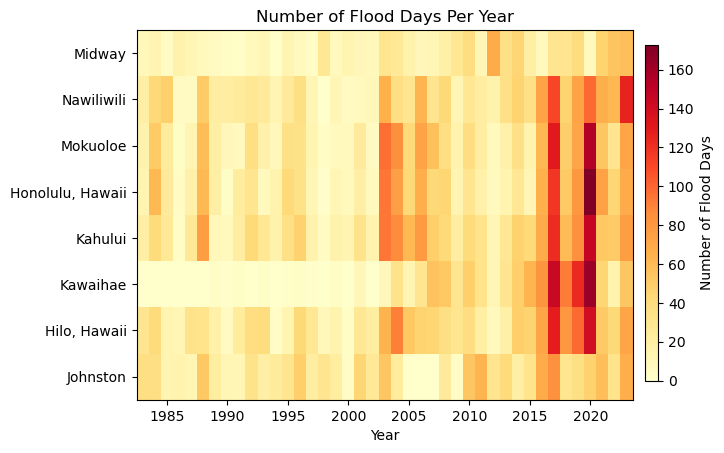 Number of Flood Days Per Year
Midway
Nawiliwili
Mokuoloe
Honolulu, Hawaii
Kahului
Kawaihae
Hilo, Hawaii
Johnston
1985 1990 1995 2000 2005 2010 2015 2020
Year
160
140
120
100
80
60
40
20
0
Number of Flood Days